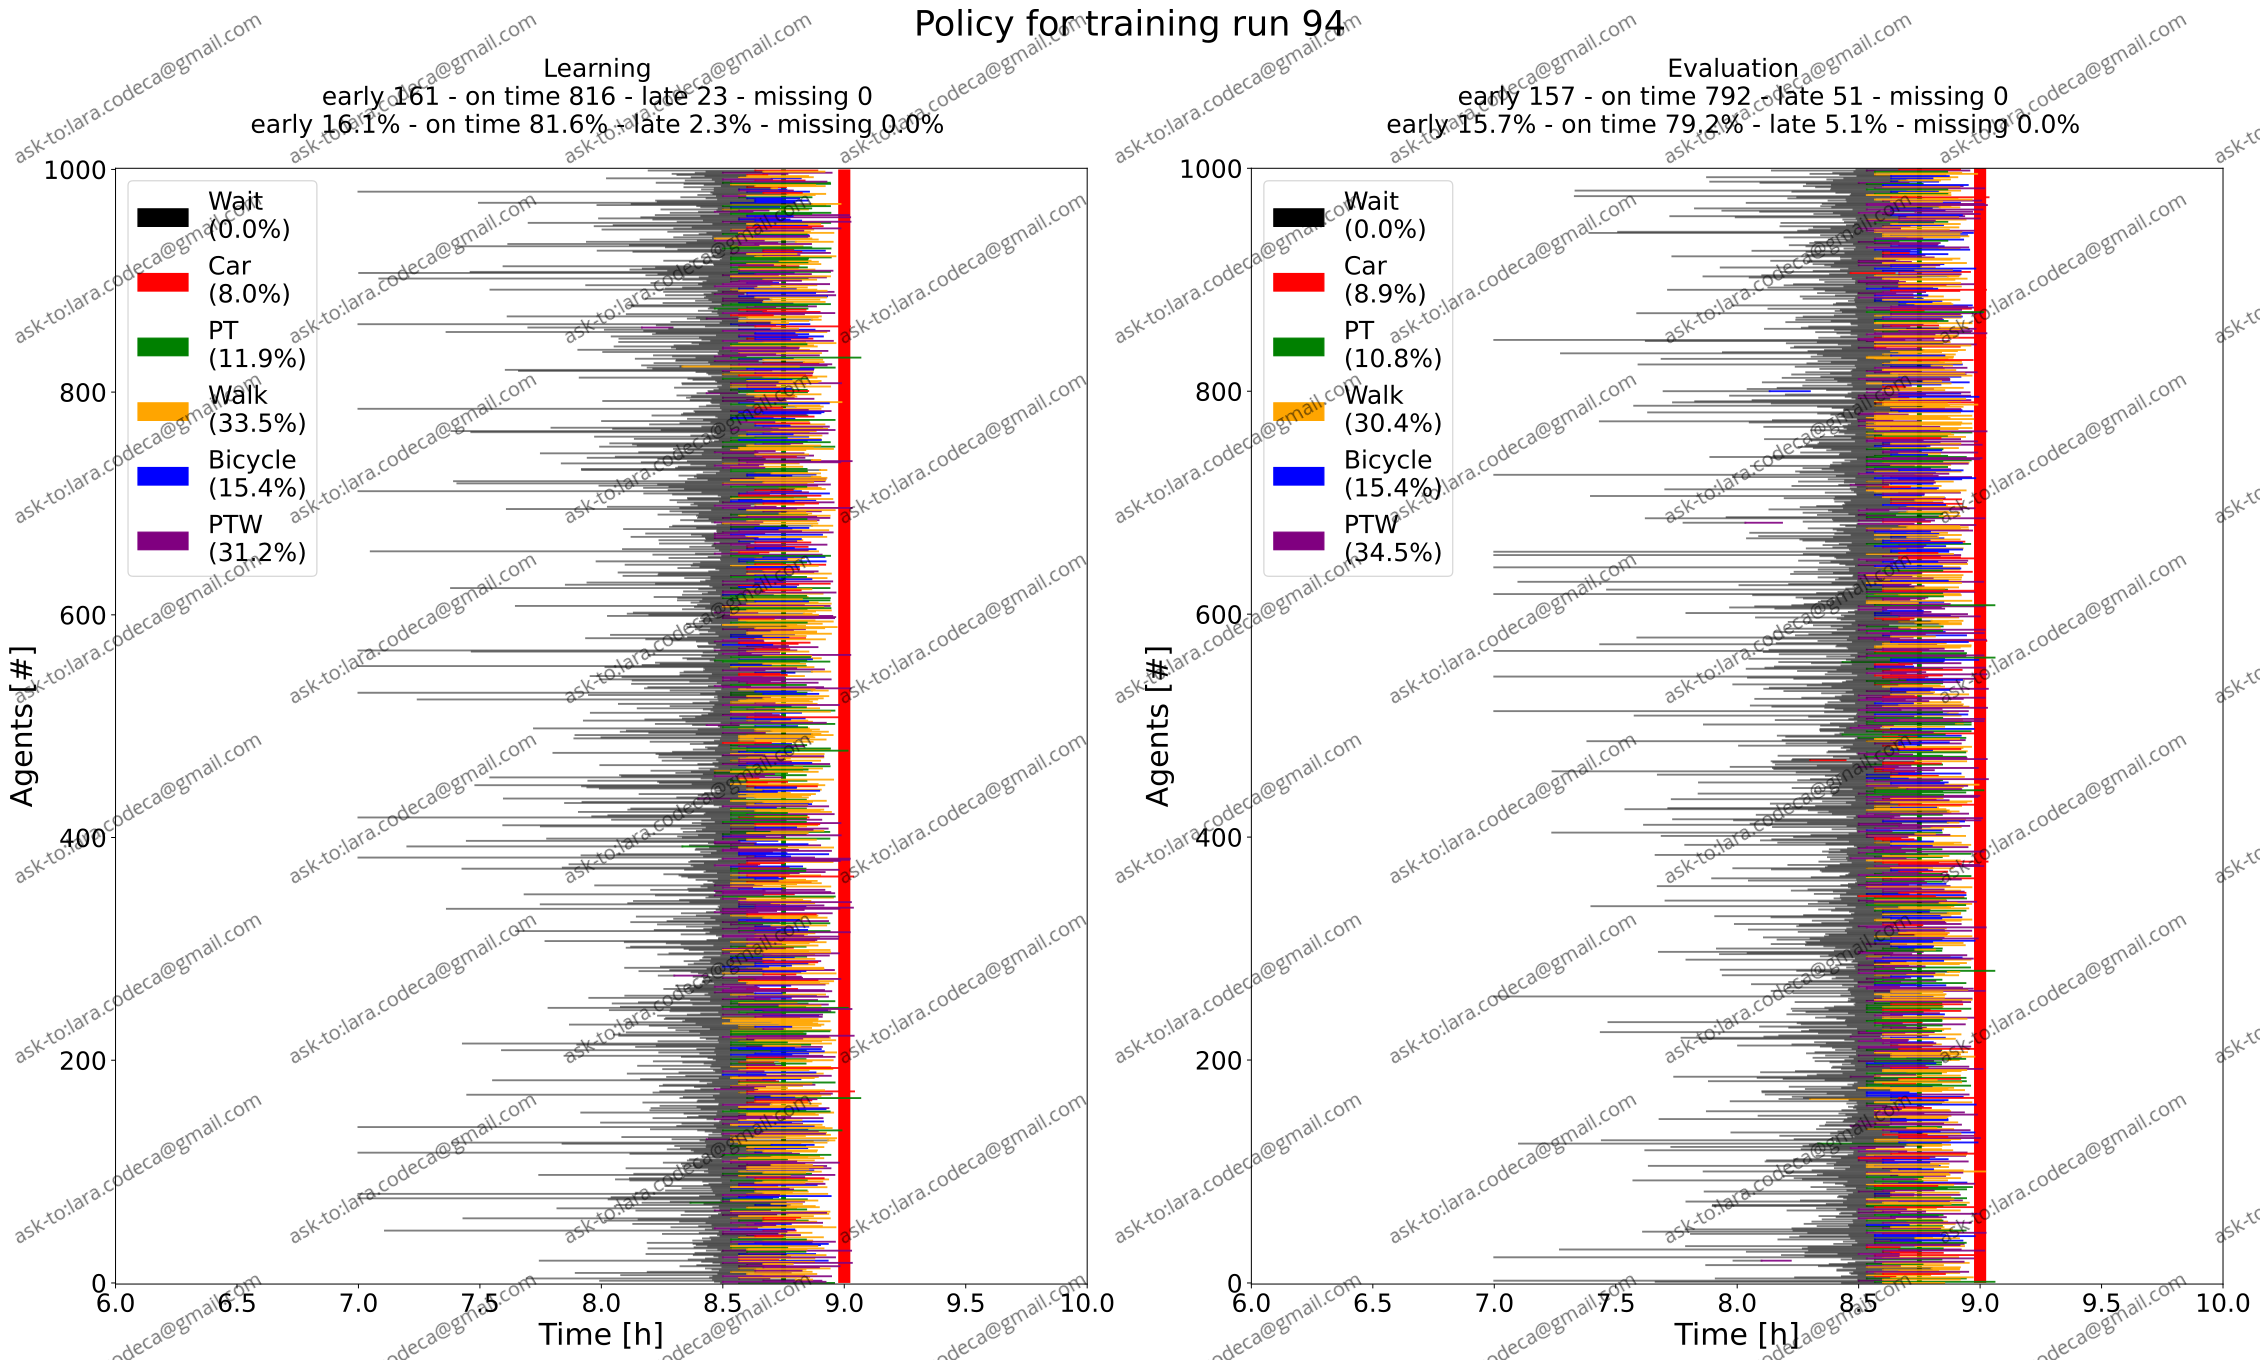 Policy for training run 94
Learning
early 161 - on time 816 - late 23 - missing 0
early 16.1% - on time 81.6% - late 2.3% - missing 0.0%
1000
800
600
400
200
0
Agents [#]
Wait
(0.0%)
Car
(8.0%)
PT
(11.9%)
Walk
(33.5%)
Bicycle
(15.4%)
PTW
(31.2%)
6.0 6.5 7.0 7.5 8.0 8.5 9.0 9.5 10.0
Time [h]
Evaluation
early 157 - on time 792 - late 51 - missing 0
early 15.7% - on time 79.2% - late 5.1% - missing 0.0%
1000
800
600
400
200
0
Agents [#]
Wait
(0.0%)
Car
(8.9%)
PT
(10.8%)
Walk
(30.4%)
Bicycle
(15.4%)
PTW
(34.5%)
6.0 6.5 7.0 7.5 8.0 8.5 9.0 9.5 10.0
Time [h]
ask-to:lara.codeca@gmail.com